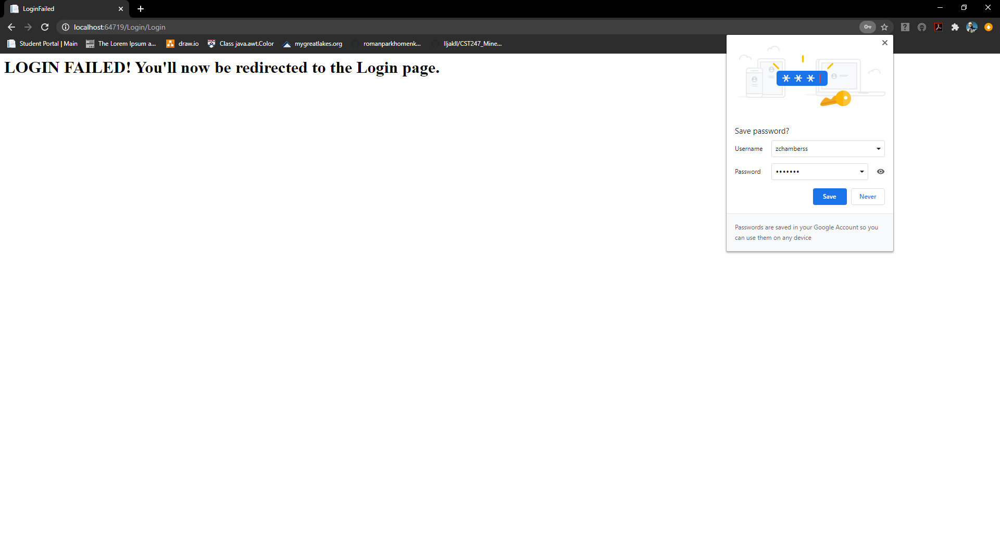 LoginFailed
localhost:64719/Login/Login
Student Portal | Main The Lorem Ipsum a... draw.io Class java.awt.Color mygreatlakes.org romanparkhomenk... lljakll/CST247_Mine...
LOGIN FAILED! You'll now be redirected to the Login page.
Save password?
Username zchamberss
Password •••••••
Save Never
Passwords are saved in your Google Account so you
can use them on any device